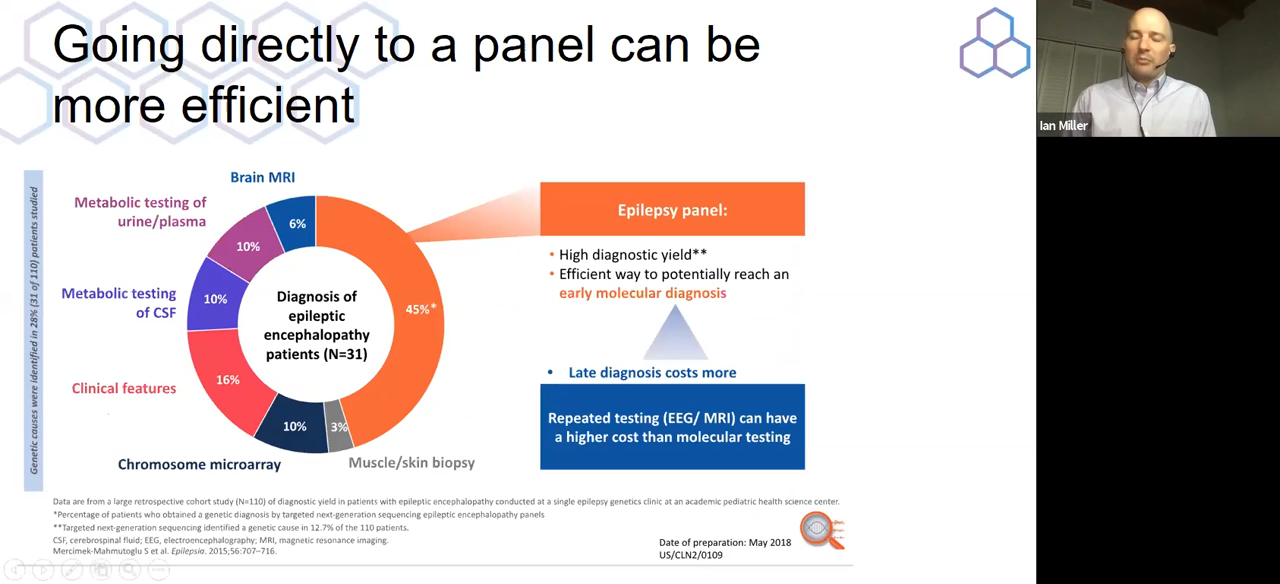 Going directly to a panel can be
more efficient
Ian Miller
Genetic causes were identified in 28% (31 of 110) patients studied
Brain MRI
Metabolic testing of
urine/plasma
Metabolic testing
of CSF
Clinical features
Chromosome microarray
Muscle/skin biopsy
6%
10%
10%
16%
10%
3%
45%*
Diagnosis of
epileptic
encephalopathy
patients (N=31)
Epilepsy panel:
• High diagnostic yield**
• Efficient way to potentially reach an
early molecular diagnosis
• Late diagnosis costs more
Repeated testing (EEG/ MRI) can have
a higher cost than molecular testing
Data are from a large retrospective cohort study (N=110) of diagnostic yield in patients with epileptic encephalopathy conducted at a single epilepsy genetics clinic at an academic pediatric health science center.
*Percentage of patients who obtained a genetic diagnosis by targeted next-generation sequencing epileptic encephalopathy panels
**Targeted next-generation sequencing identified a genetic cause in 12.7% of the 110 patients.
CSF, cerebrospinal fluid; EEG, electroencephalography; MRI, magnetic resonance imaging.
Mercimek-Mahmutoglu S et al. Epilepsia. 2015;56:707–716.
Date of preparation: May 2018
US/CLN2/0109